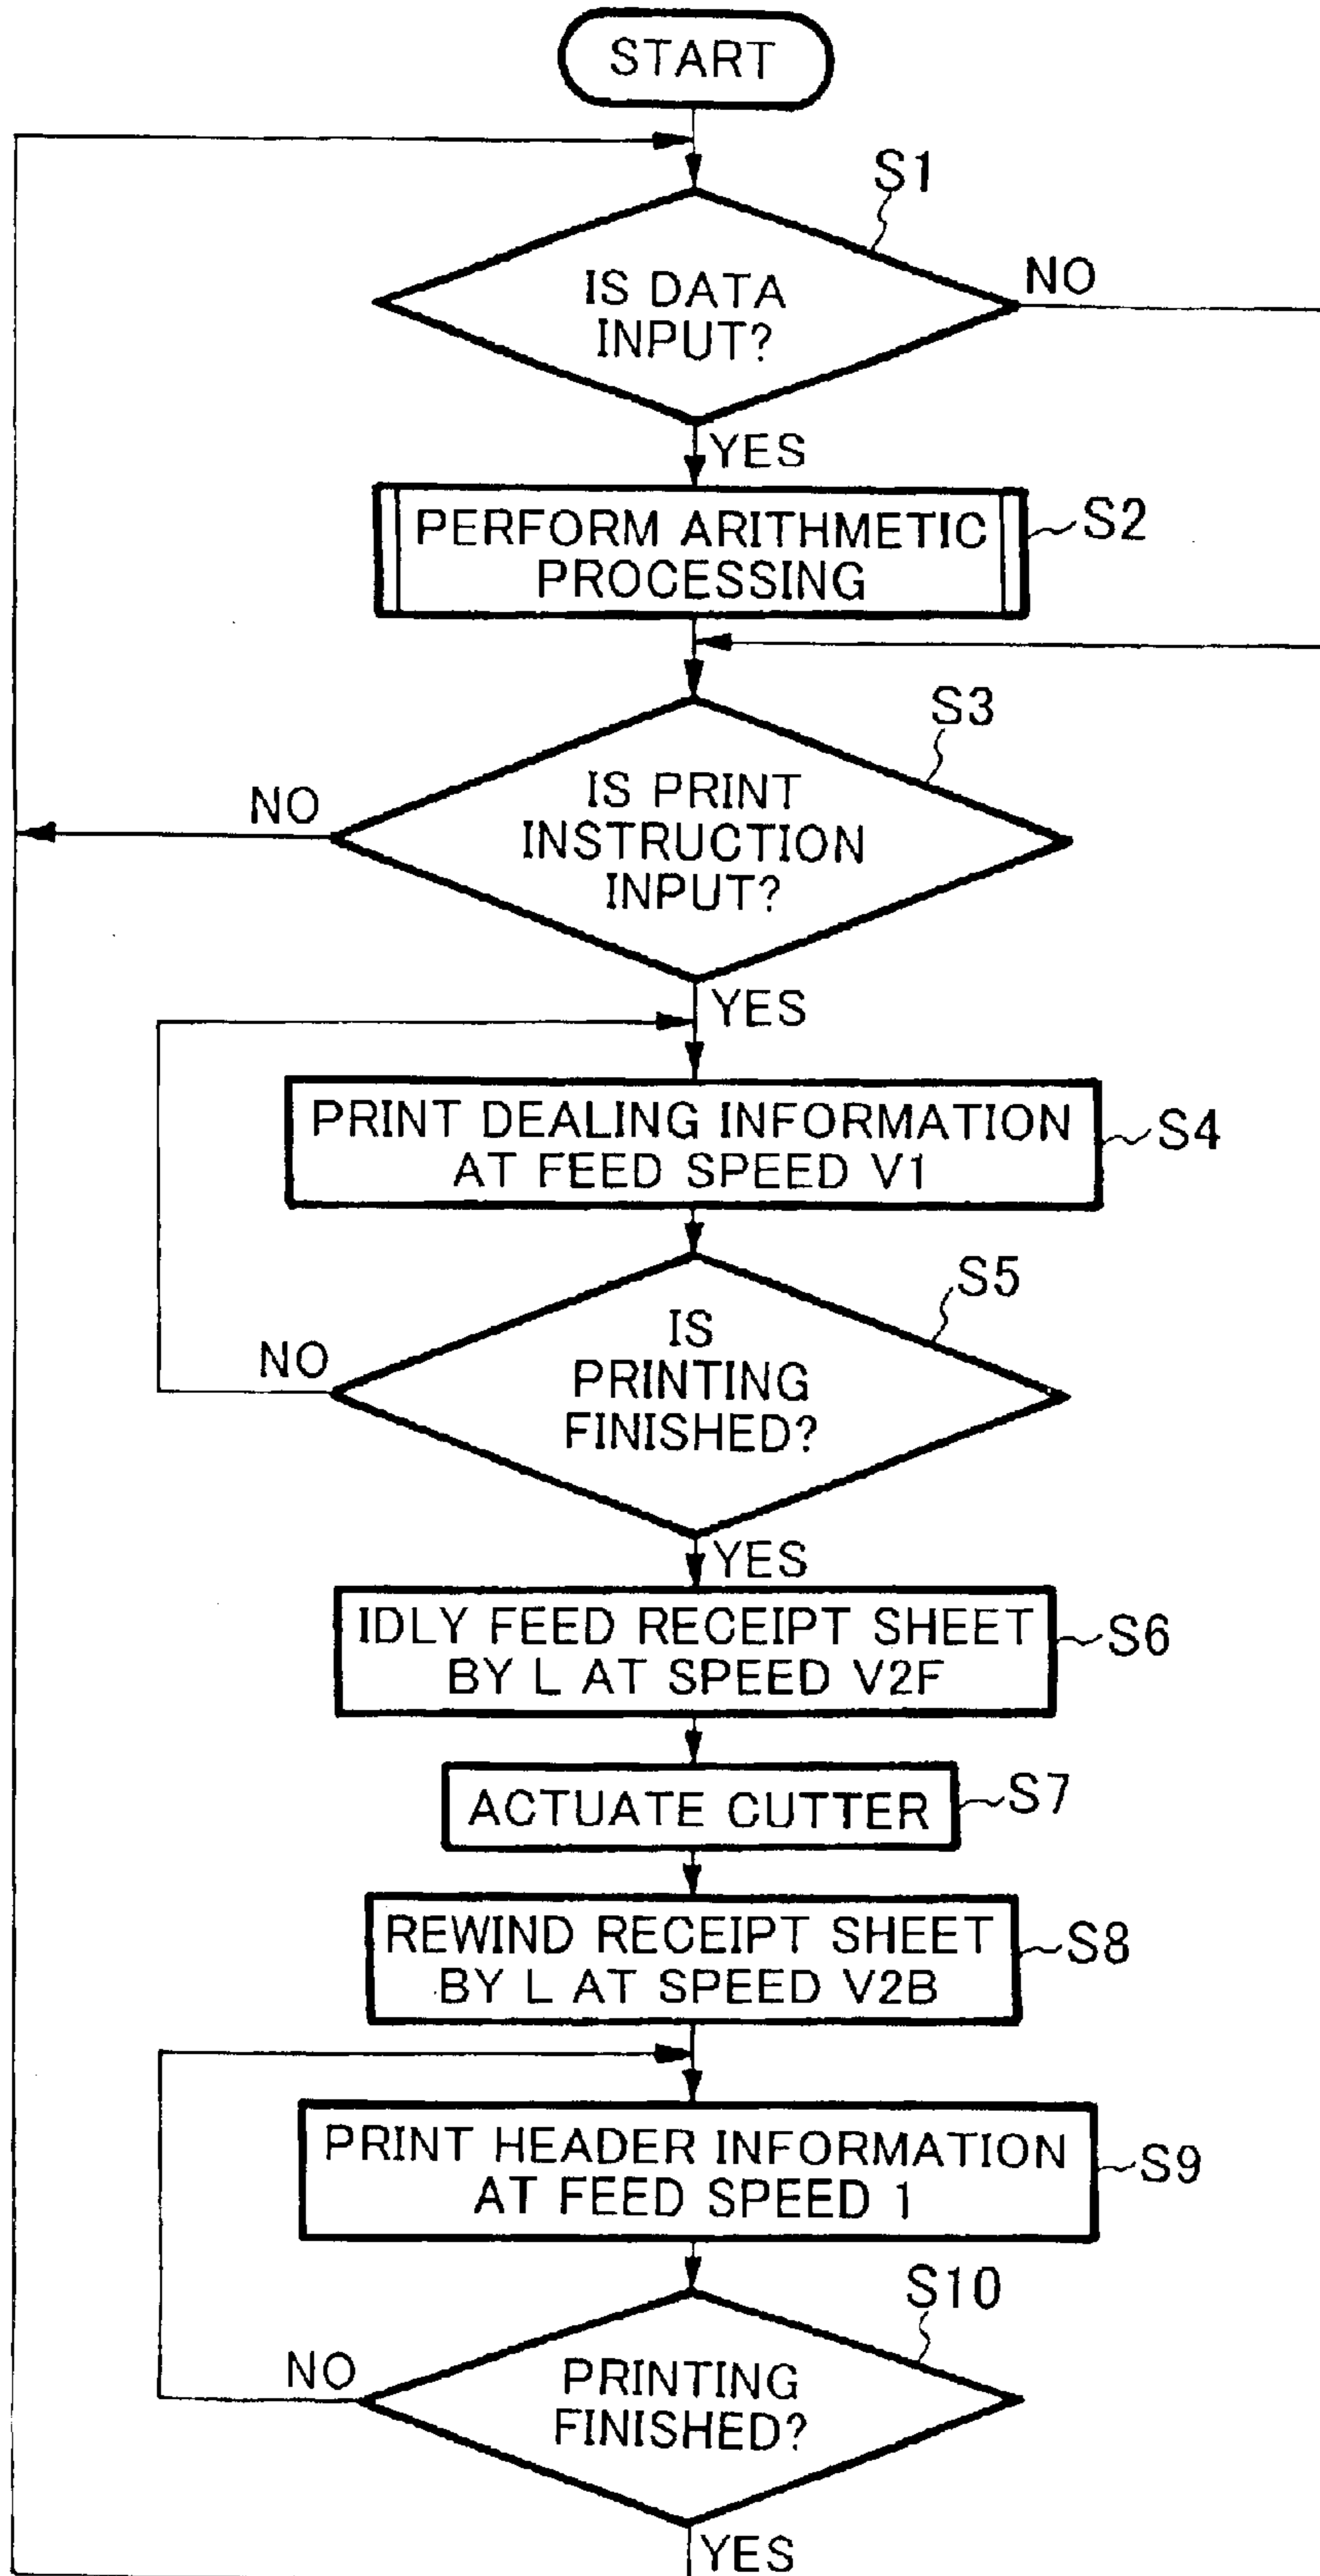 START
S1
IS DATA
INPUT?
NO
YES
PERFORM ARITHMETIC
PROCESSING
S2
S3
IS PRINT
INSTRUCTION
INPUT?
NO
YES
PRINT DEALING INFORMATION
AT FEED SPEED V1
S4
S5
IS
PRINTING
FINISHED?
NO
YES
IDLY FEED RECEIPT SHEET
BY L AT SPEED V2F
S6
ACTUATE CUTTER
S7
REWIND RECEIPT SHEET
BY L AT SPEED V2B
S8
PRINT HEADER INFORMATION
AT FEED SPEED 1
S9
S10
PRINTING
FINISHED?
NO
YES